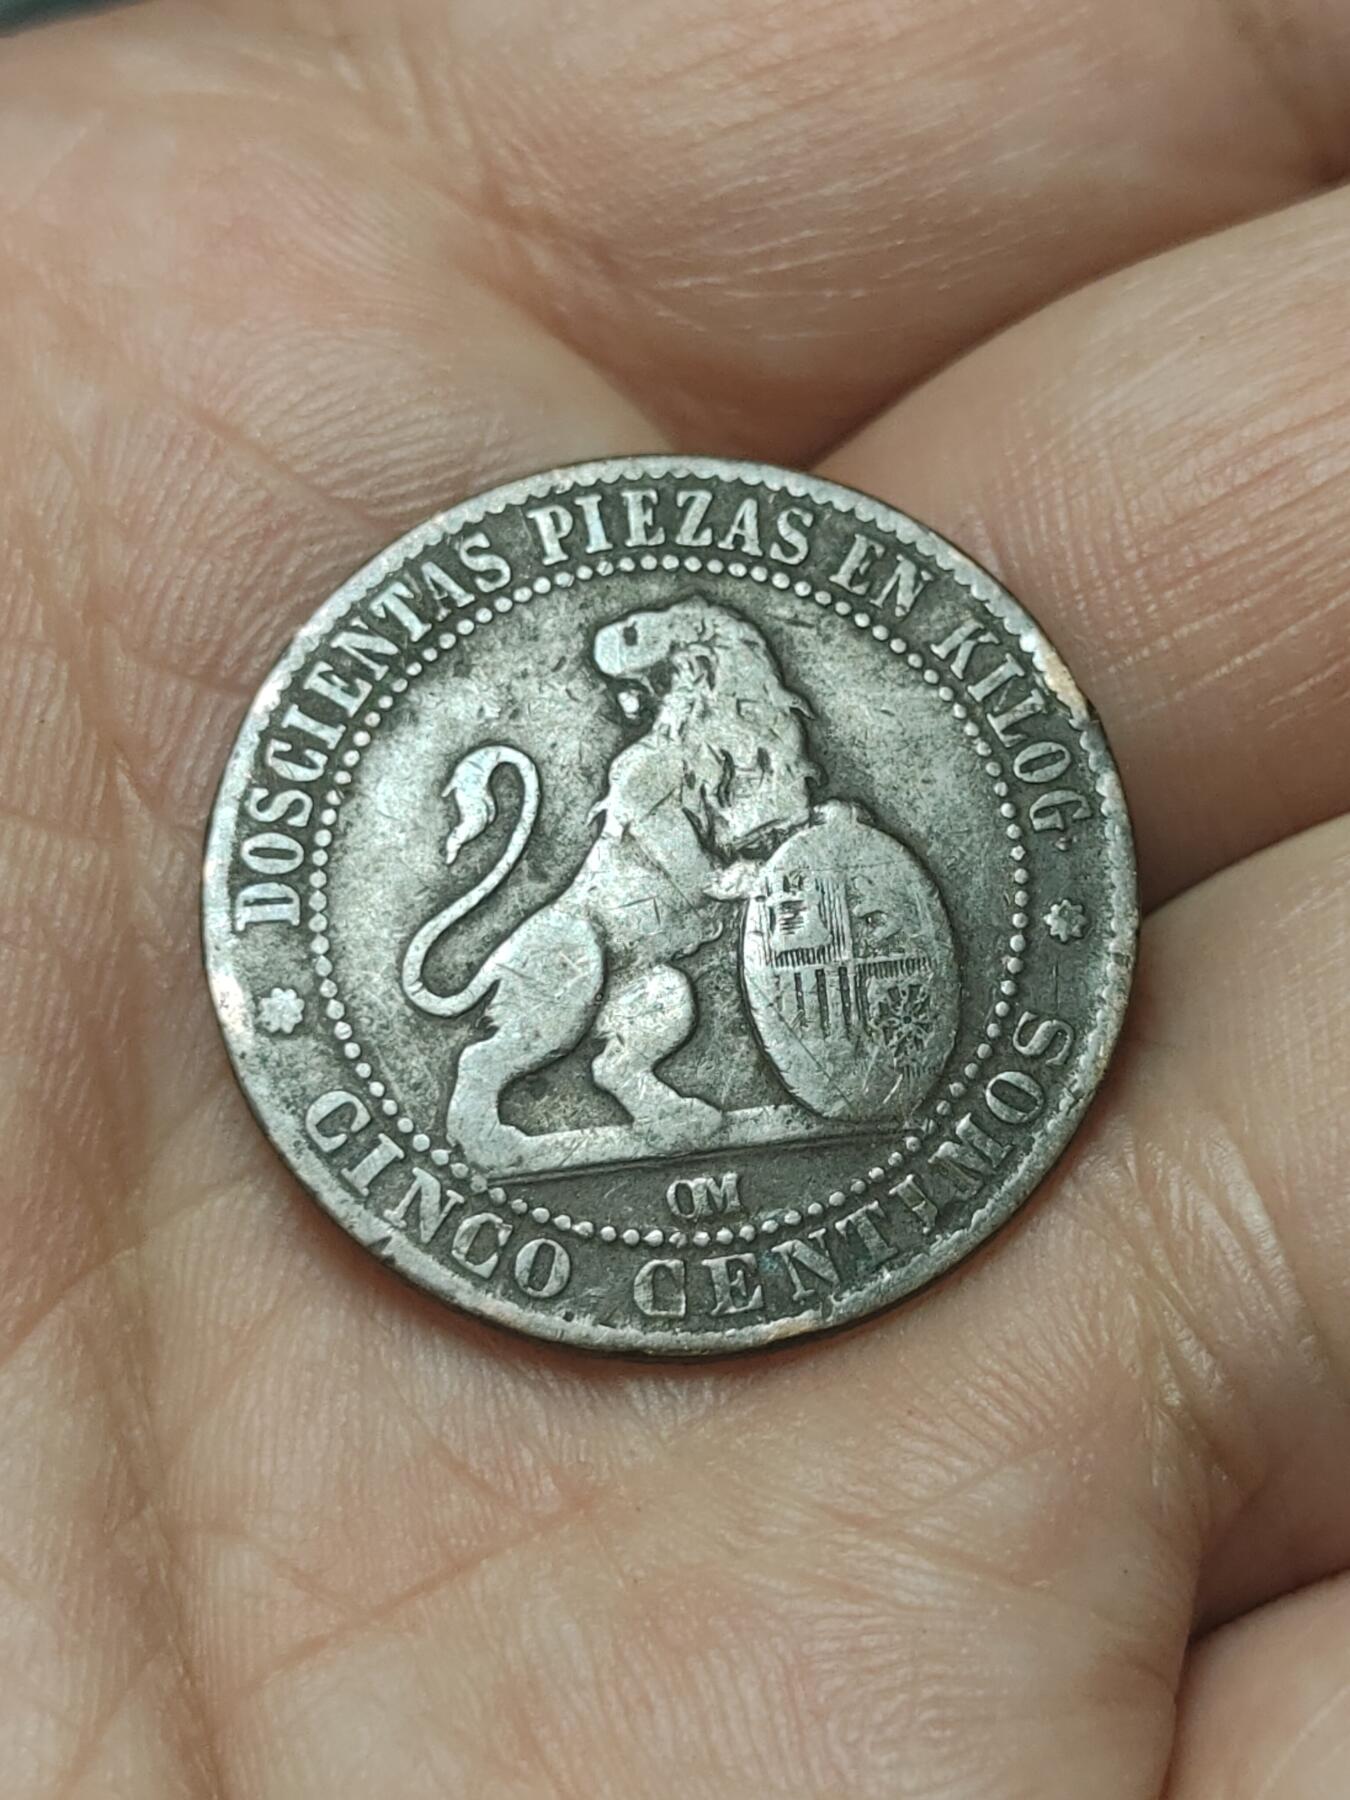 DOSCIENTAS PIEZAS EN KILOG.
OM
CINCO CENTIMOS